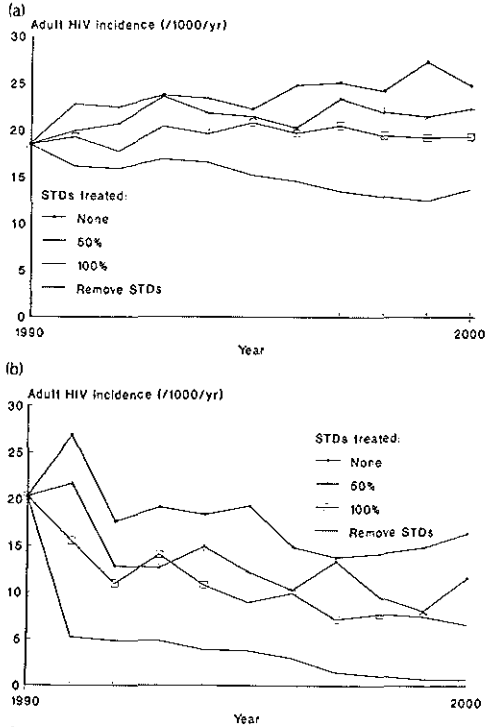 (a)
Adult HIV incidence (/1000/yr)
30
25
20
15
10
5
0
STDs treated:
None
50%
100%
Remove STDs
1990
2000
Year
(b)
Adult HIV incidence (/1000/yr)
30
25
20
15
10
5
0
STDs treated:
None
50%
100%
Remove STDs
1990
2000
Year